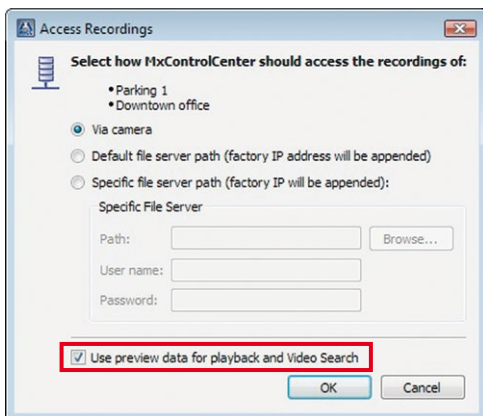 Access Recordings
Select how MxControlCenter should access the recordings of:
•Parking 1
•Downtown office
Via camera
Default file server path (factory IP address will be appended)
Specific file server path (factory IP will be appended):
Specific File Server
Path:
Browse...
User name:
Password:
Use preview data for playback and Video Search
OK
Cancel